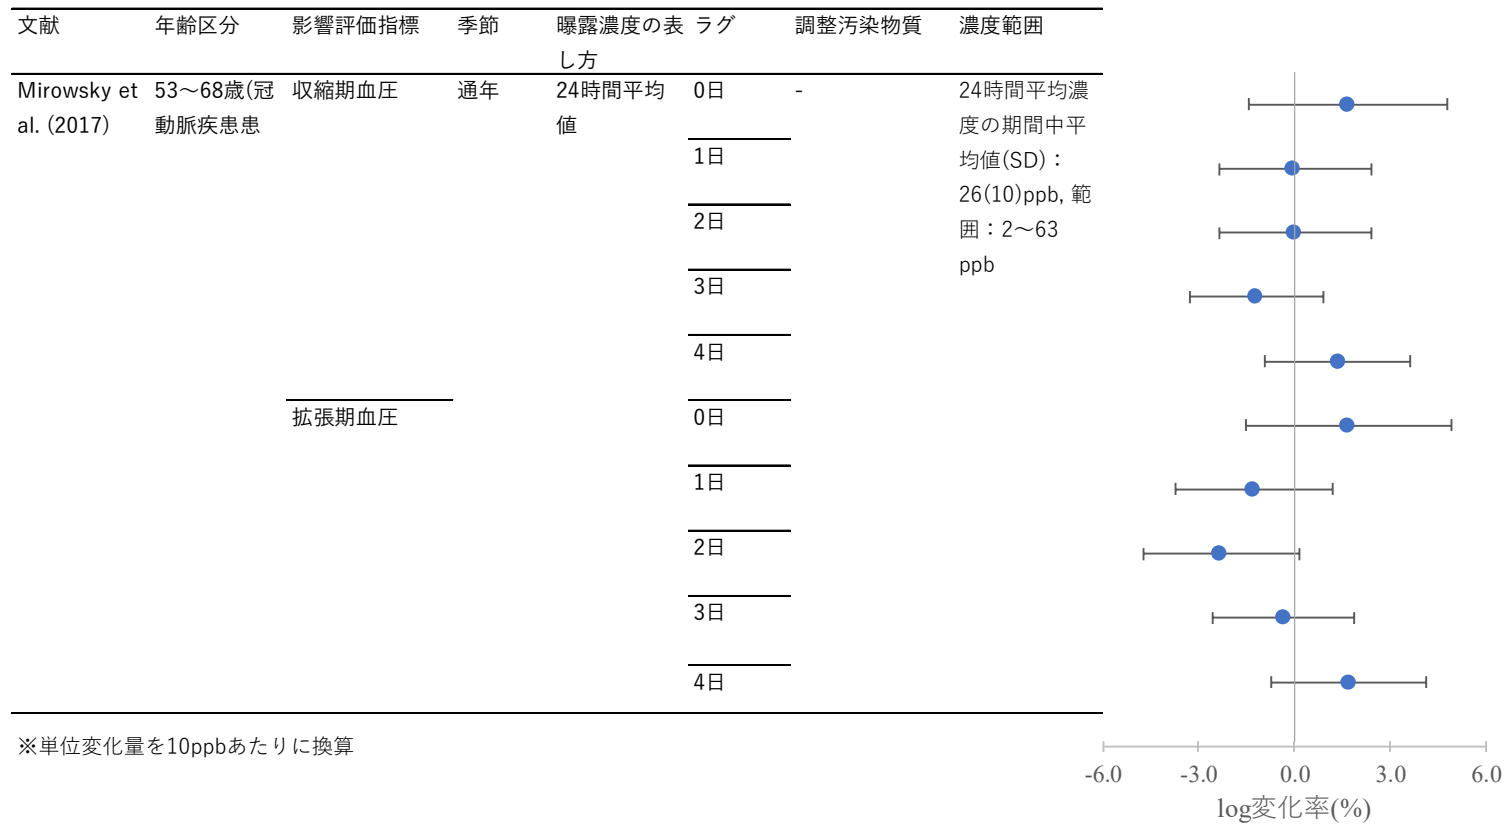 文献 年齢区分 影響評価指標 季節 曝露濃度の表 ラグ 調整汚染物質 濃度範囲
し方
Mirowsky et 53～68歳(冠 収縮期血圧 通年 24時間平均 0日 - 24時間平均濃
al. (2017) 動脈疾患患 値 度の期間中平
1日 均値(SD)：
26(10)ppb, 範
2日 囲：2～63
ppb
3日
4日
拡張期血圧 0日
1日
2日
3日
4日
※単位変化量を10ppbあたりに換算
-6.0 -3.0 0.0 3.0 6.0
log変化率(%)